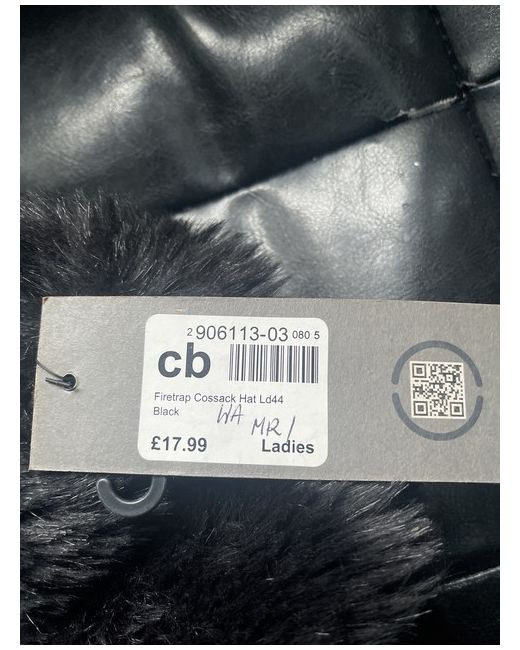 2 906113-03 080 5
cb
Firetrap Cossack Hat Ld44
Black
WA
MR1
£17.99 Ladies